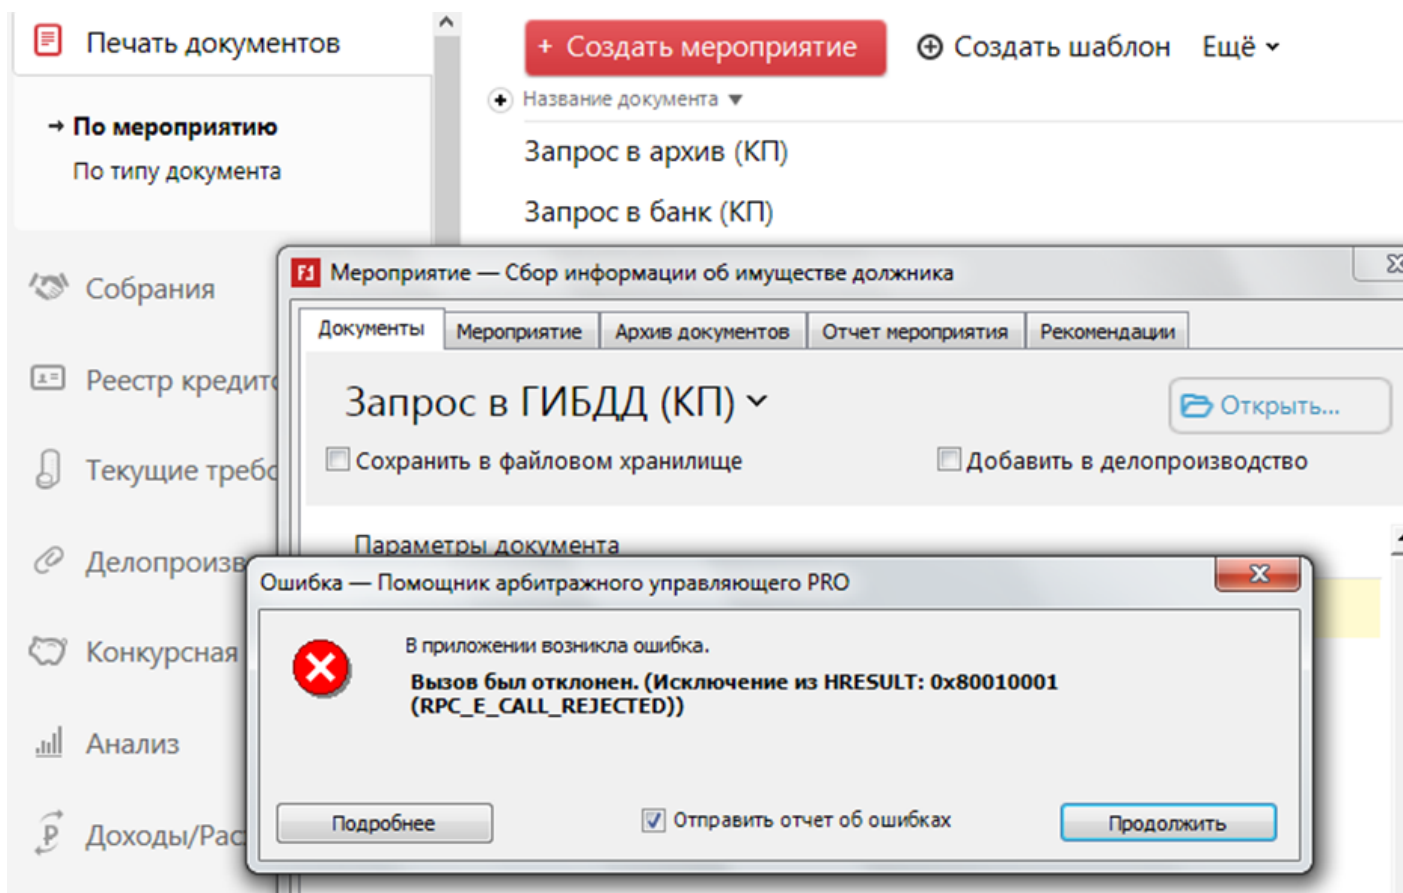 Печать документов
+ Создать мероприятие
Создать шаблон
Ещё
Название документа
→ По мероприятию
По типу документа
Запрос в архив (КП)
Запрос в банк (КП)
Собрания
Мероприятие — Сбор информации об имуществе должника
Документы
Мероприятие
Архив документов
Отчет мероприятия
Рекомендации
Реестр кредито
Запрос в ГИБДД (КП)
Открыть...
Сохранить в файловом хранилище
Добавить в делопроизводство
Текущие требо
Параметры документа
Делопроизв
Ошибка — Помощник арбитражного управляющего PRO
В приложении возникла ошибка.
Вызов был отклонен. (Исключение из HRESULT: 0x80010001
(RPC_E_CALL_REJECTED))
Конкурсная
Анализ
Доходы/Рас
Подробнее
Отправить отчет об ошибках
Продолжить